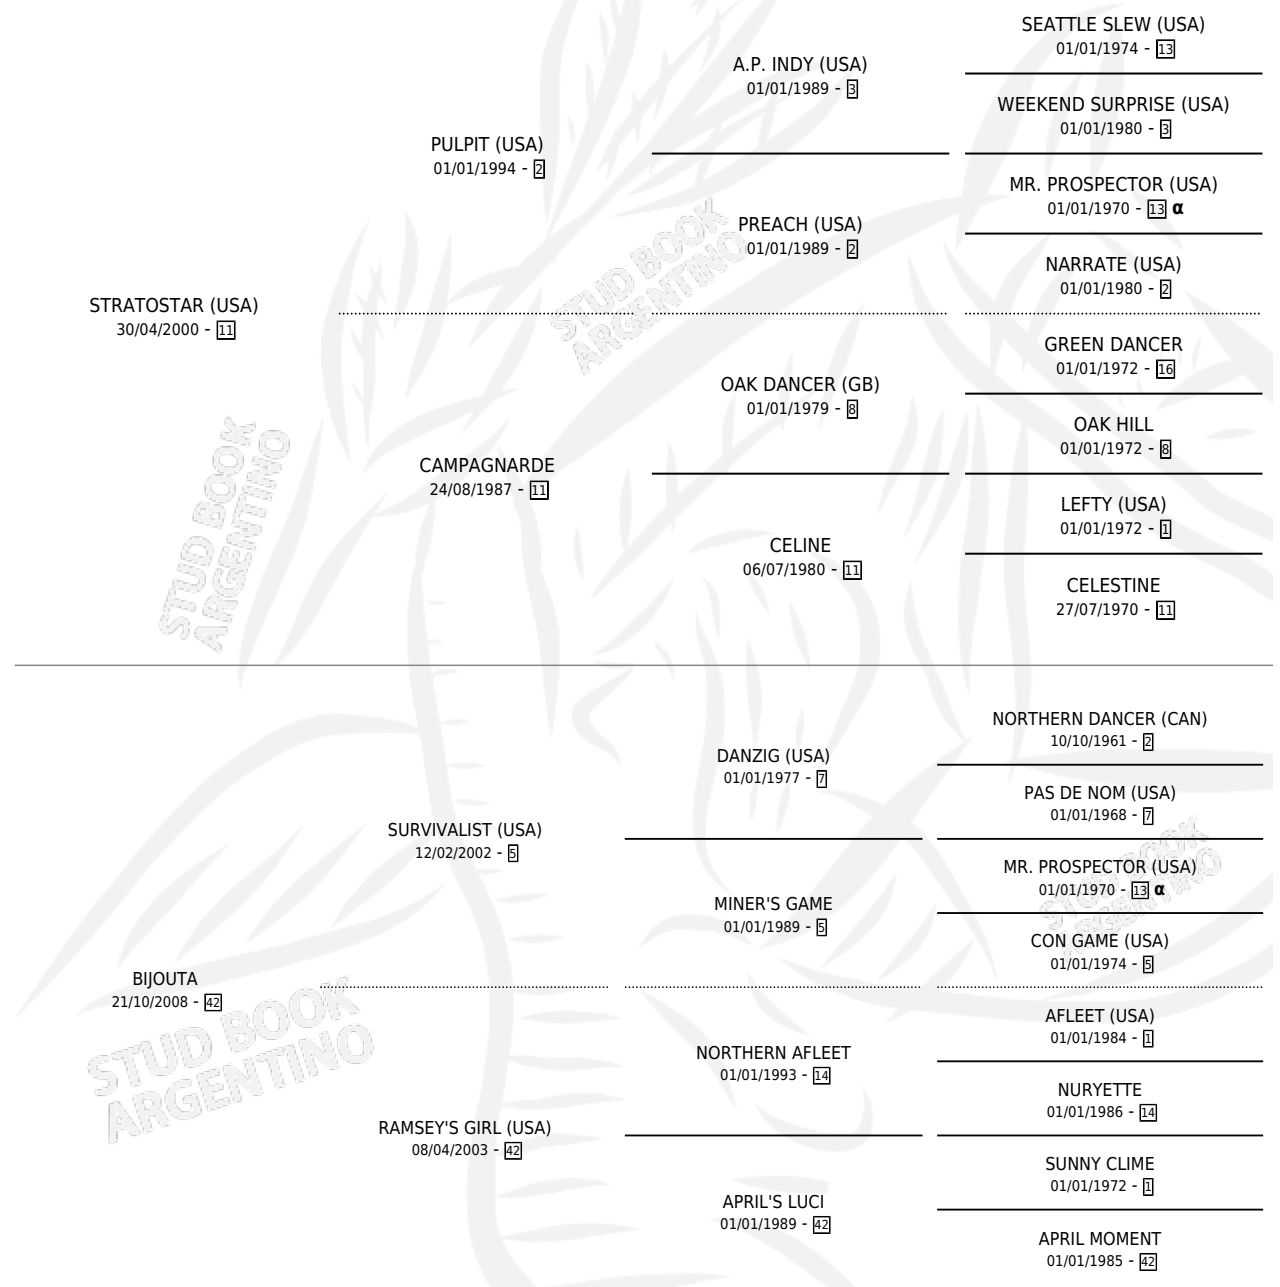 SEATTLE SLEW (USA)
01/01/1974 - 13
A.P. INDY (USA)
01/01/1989 - 3
WEEKEND SURPRISE (USA)
01/01/1980 - 3
PULPIT (USA)
01/01/1994 - 2
MR. PROSPECTOR (USA)
01/01/1970 - 13 α
PREACH (USA)
01/01/1989 - 2
NARRATE (USA)
01/01/1980 - 2
STRATOSTAR (USA)
30/04/2000 - 11
GREEN DANCER
01/01/1972 - 16
OAK DANCER (GB)
01/01/1979 - 8
OAK HILL
01/01/1972 - 8
CAMPAGNARDE
24/08/1987 - 11
LEFTY (USA)
01/01/1972 - 1
CELINE
06/07/1980 - 11
CELESTINE
27/07/1970 - 11
NORTHERN DANCER (CAN)
10/10/1961 - 2
DANZIG (USA)
01/01/1977 - 7
PAS DE NOM (USA)
01/01/1968 - 7
SURVIVALIST (USA)
12/02/2002 - 5
MR. PROSPECTOR (USA)
01/01/1970 - 13 α
MINER'S GAME
01/01/1989 - 5
CON GAME (USA)
01/01/1974 - 5
BIJOUTA
21/10/2008 - 42
AFLEET (USA)
01/01/1984 - 1
NORTHERN AFLEET
01/01/1993 - 14
NURYETTE
01/01/1986 - 14
RAMSEY'S GIRL (USA)
08/04/2003 - 42
SUNNY CLIME
01/01/1972 - 1
APRIL'S LUCI
01/01/1989 - 42
APRIL MOMENT
01/01/1985 - 42
STUD BOOK
ARGENTINO
STUD BOOK
ARGENTINO
STUD BOOK
ARGENTINO
STUD BOOK
ARGENTINO